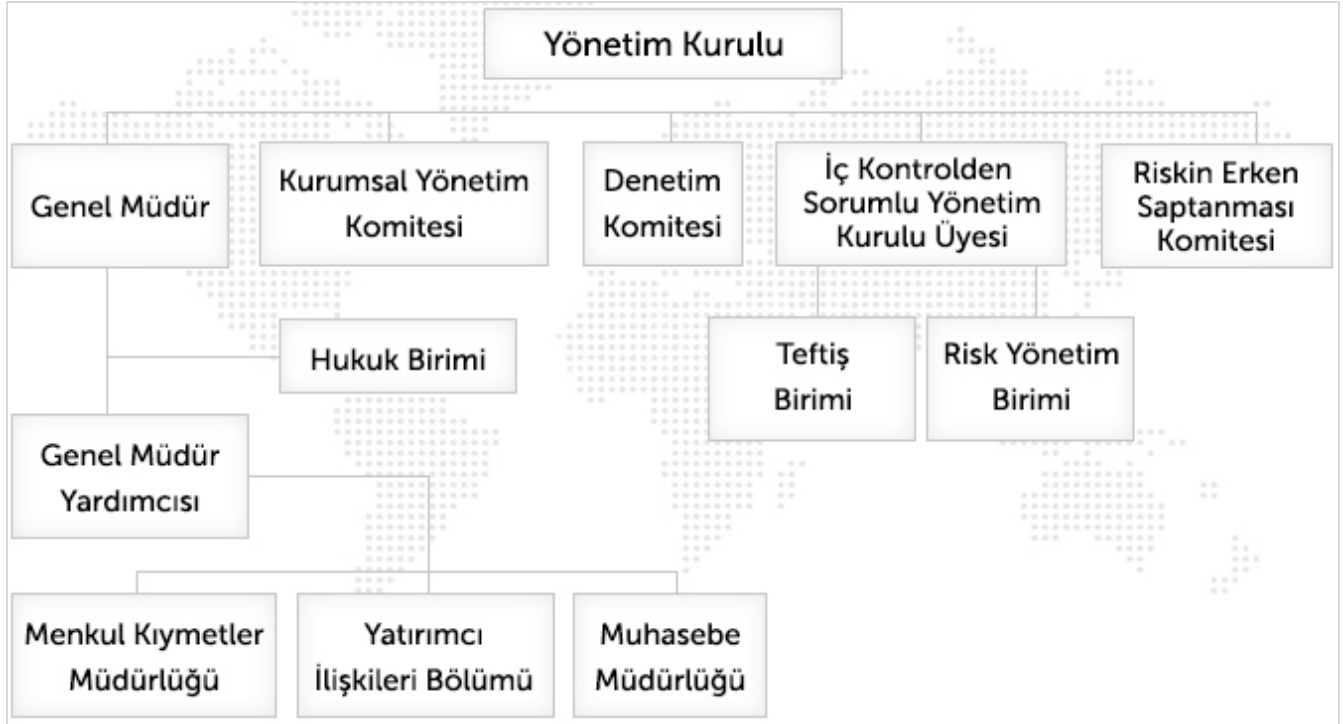 Yönetim Kurulu
Genel Müdür
Kurumsal Yönetim
Komitesi
Denetim
Komitesi
İç Kontrolden
Sorumlu Yönetim
Kurulu Üyesi
Riskin Erken
Saptanması
Komitesi
Hukuk Birimi
Teftiş
Birimi
Risk Yönetim
Birimi
Genel Müdür
Yardımcısı
Menkul Kıymetler
Müdürlüğü
Yatırımcı
İlişkileri Bölümü
Muhasebe
Müdürlüğü